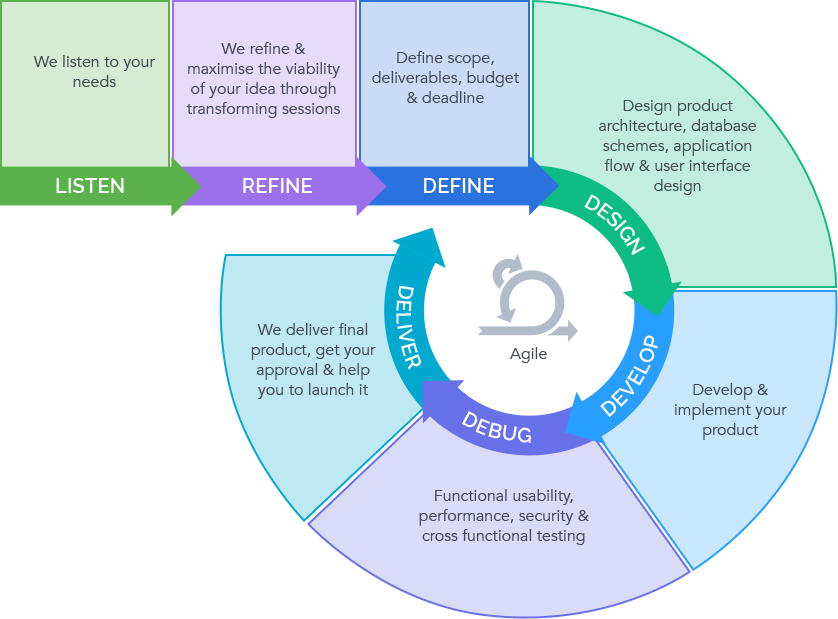 We listen to your
needs
LISTEN
We refine &
maximise the viability
of your idea through
transforming sessions
REFINE
Define scope,
deliverables, budget
& deadline
DEFINE
Design product
architecture, database
schemes, application
flow & user interface
design
DESIGN
Develop &
implement your
product
DEVELOP
Functional usability,
performance, security &
cross functional testing
DEBUG
We deliver final
product, get your
approval & help
you to launch it
DELIVER
Agile